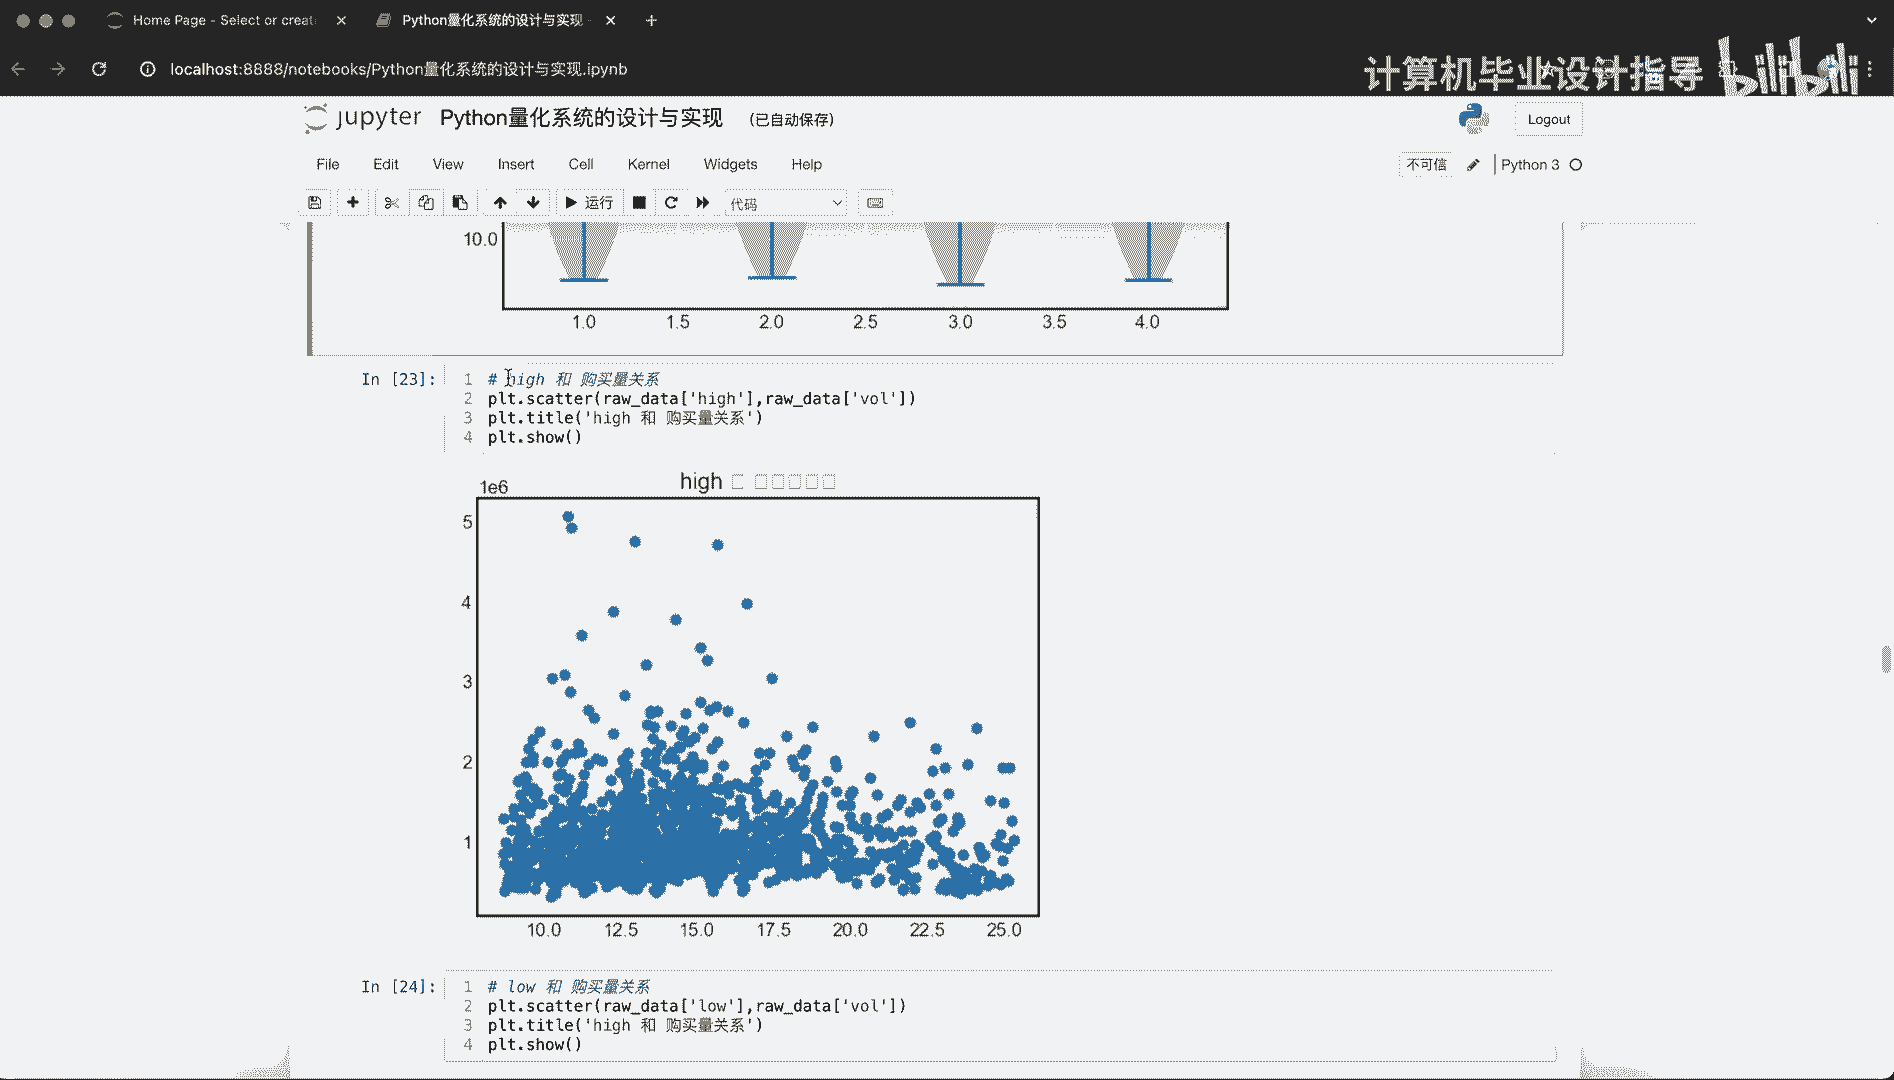 Home Page - Select or creat
Python量化系统的设计与实现 -
localhost:8888/notebooks/Python量化系统的设计与实现.ipynb
计算机毕业设计指导
bilibili
jupyter Python量化系统的设计与实现 (已自动保存)
Logout
File Edit View Insert Cell Kernel Widgets Help
不可信
Python 3
运行
代码
10.0
1.0 1.5 2.0 2.5 3.0 3.5 4.0
In [23]:
1 # high 和 购买量关系
2 plt.scatter(raw_data['high'],raw_data['vol'])
3 plt.title('high 和 购买量关系')
4 plt.show()
high □ □□□□□
1e6
5
4
3
2
1
10.0 12.5 15.0 17.5 20.0 22.5 25.0
In [24]:
1 # low 和 购买量关系
2 plt.scatter(raw_data['low'],raw_data['vol'])
3 plt.title('high 和 购买量关系')
4 plt.show()